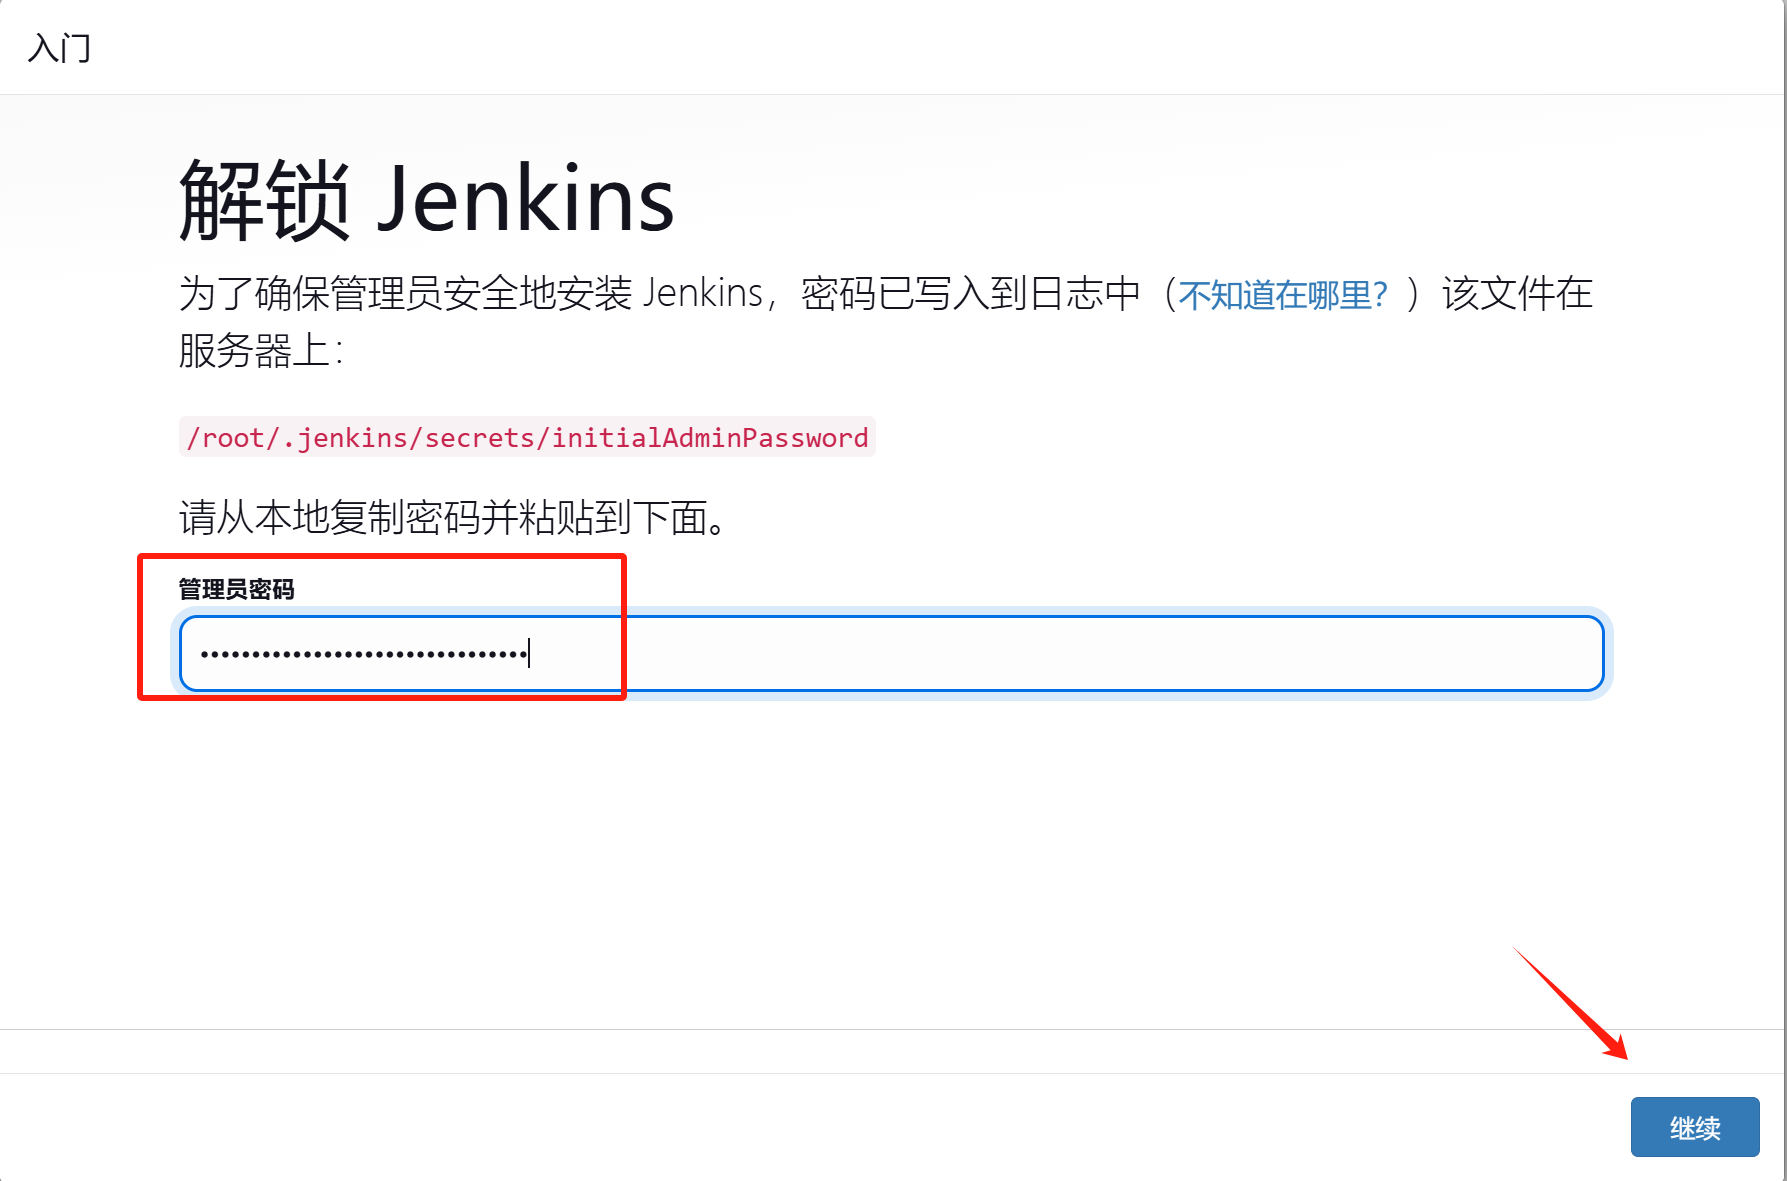 入门
解锁 Jenkins
为了确保管理员安全地安装 Jenkins，密码已写入到日志中（不知道在哪里？）该文件在
服务器上：
/root/.jenkins/secrets/initialAdminPassword
请从本地复制密码并粘贴到下面。
管理员密码
••••••••••••••••••••••••••••••••
继续